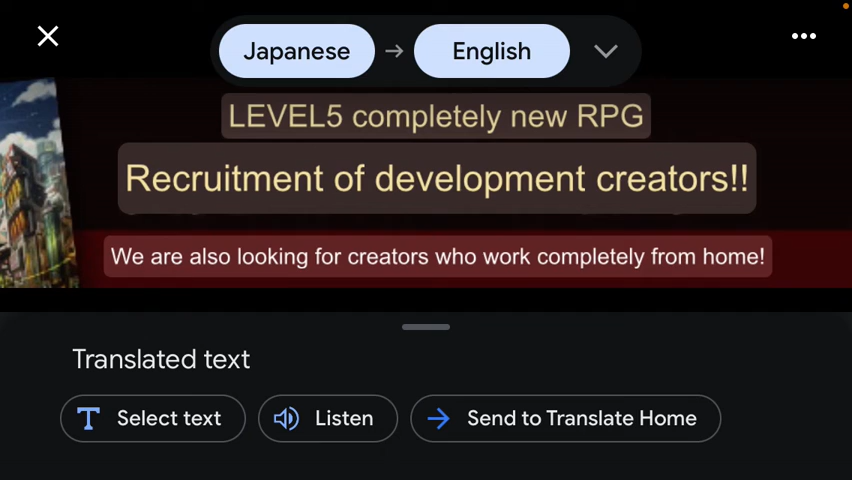 Japanese → English
LEVEL5 completely new RPG
Recruitment of development creators!!
We are also looking for creators who work completely from home!
Translated text
Select text
Listen
Send to Translate Home